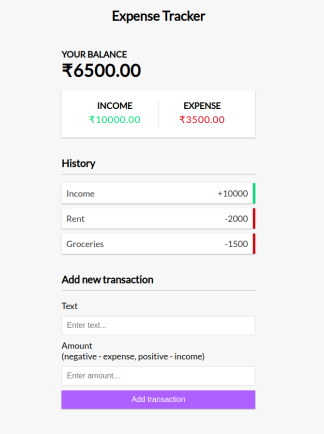 Expense Tracker
YOUR BALANCE
₹6500.00
INCOME EXPENSE
₹10000.00 ₹3500.00
History
Income +10000
Rent -2000
Groceries -1500
Add new transaction
Text
Enter text...
Amount
(negative - expense, positive - income)
Enter amount...
Add transaction